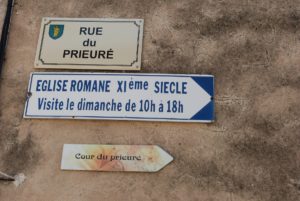 RUE
du
PRIEURÉ
EGLISE ROMANE XIème SIECLE
Visite le dimanche de 10h à 18h
Cour du prieuré